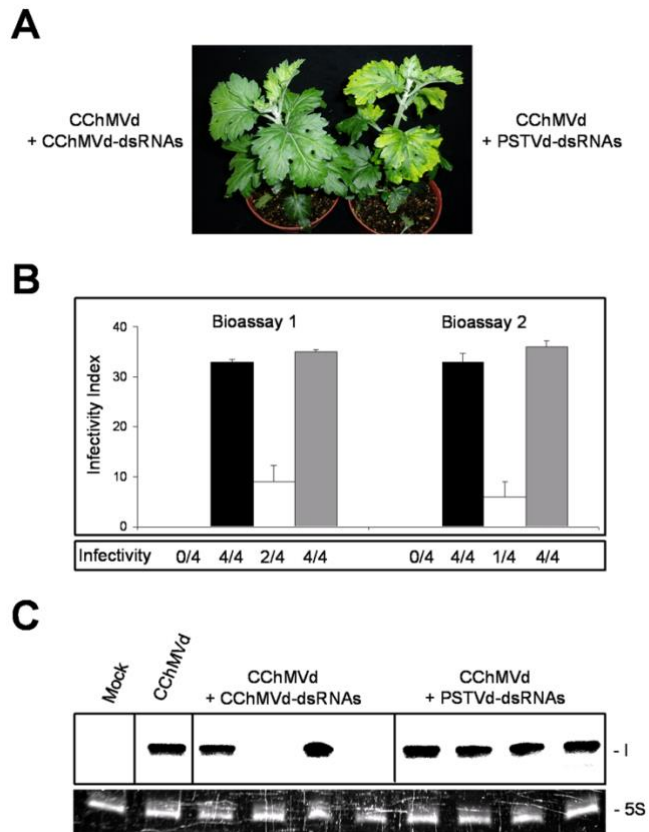 A
CChMVd
+ CChMVd-dsRNAs
CChMVd
+ PSTVd-dsRNAs
B
Bioassay 1
Bioassay 2
Infectivity Index
40
30
20
10
0
Infectivity 0/4 4/4 2/4 4/4 0/4 4/4 1/4 4/4
C
Mock
CChMVd
CChMVd
+ CChMVd-dsRNAs
CChMVd
+ PSTVd-dsRNAs
- I
- 5S